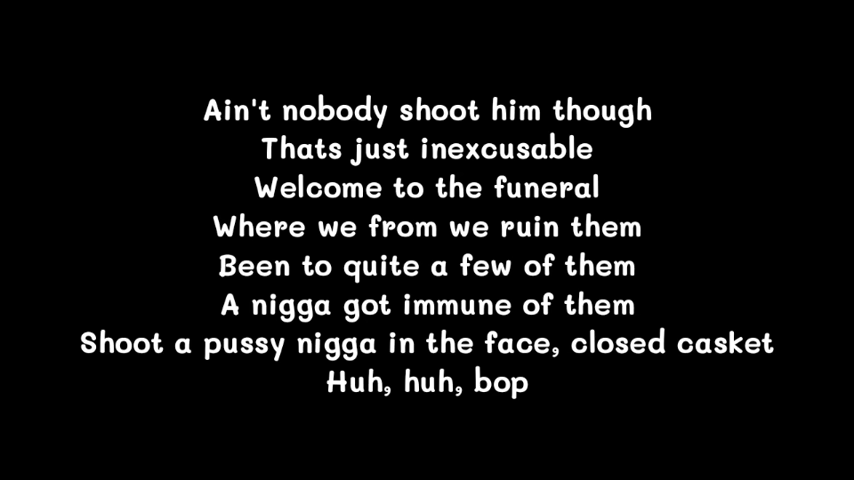 Ain't nobody shoot him though
Thats just inexcusable
Welcome to the funeral
Where we from we ruin them
Been to quite a few of them
A nigga got immune of them
Shoot a pussy nigga in the face, closed casket
Huh, huh, bop